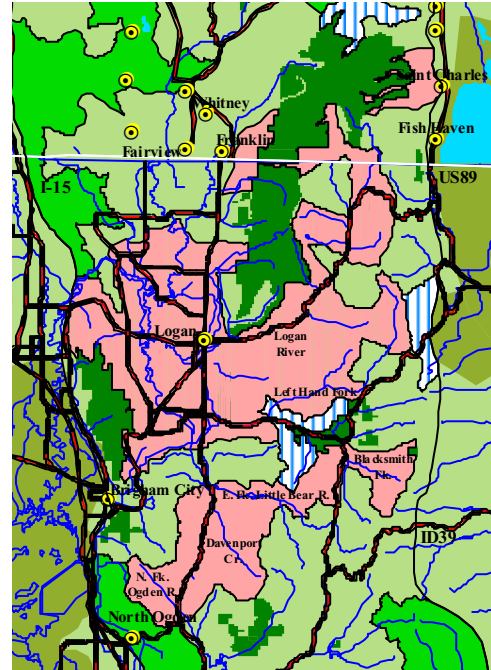 Saint Charles
Whitney
Fish Haven
Franklin
Fairview
US89
I-15
Logan
Logan
River
Left Hand Fork
Blacksmith
Fk.
Brigham City
E. Fk. Little Bear R.
ID39
Davenport
Cr.
N. Fk.
Ogden R.
North Ogden